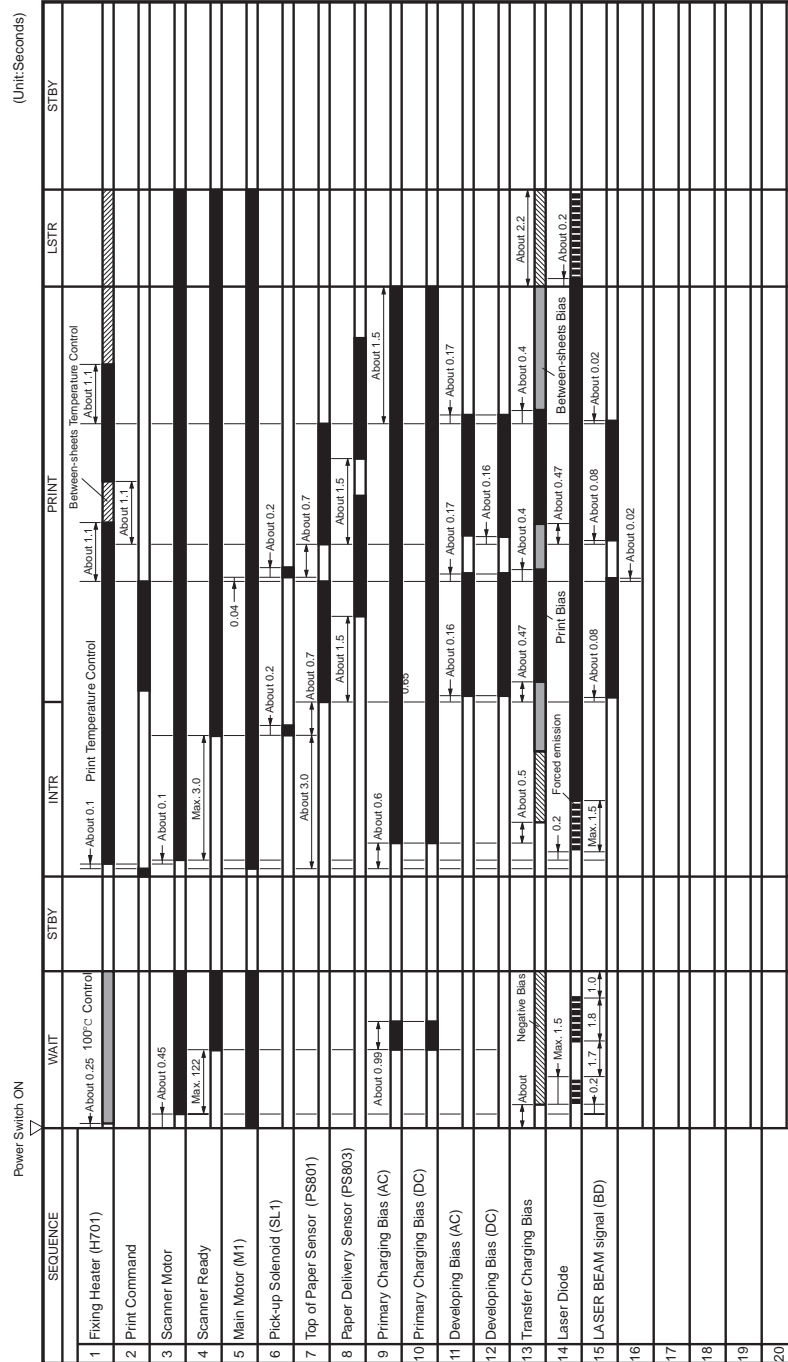 Power Switch ON
(Unit:Seconds)
SEQUENCE
WAIT
STBY
INTR
PRINT
LSTR
STBY
1 Fixing Heater (H701)
About 0.25
100°C Control
About 0.1
Print Temperature Control
About 1.1
Between-sheets Temperature Control
About 1.1
About 1.1
2 Print Command
3 Scanner Motor
About 0.45
About 0.1
4 Scanner Ready
Max. 122
Max. 3.0
5 Main Motor (M1)
0.04
6 Pick-up Solenoid (SL1)
About 0.2
About 0.2
7 Top of Paper Sensor (PS801)
About 3.0
About 0.7
About 0.7
8 Paper Delivery Sensor (PS803)
About 1.5
About 1.5
9 Primary Charging Bias (AC)
About 0.99
About 0.6
About 1.5
10 Primary Charging Bias (DC)
0.65
11 Developing Bias (AC)
About 0.16
About 0.17
About 0.17
12 Developing Bias (DC)
About 0.16
13 Transfer Charging Bias
About
Negative Bias
About 0.5
About 0.47
Print Bias
About 0.4
About 0.4
Between-sheets Bias
About 2.2
14 Laser Diode
Max. 1.5
0.2
Forced emission
About 0.47
About 0.2
15 LASER BEAM signal (BD)
0.2
1.7
1.8
1.0
Max. 1.5
About 0.08
About 0.08
About 0.02
16
About 0.02
17
18
19
20